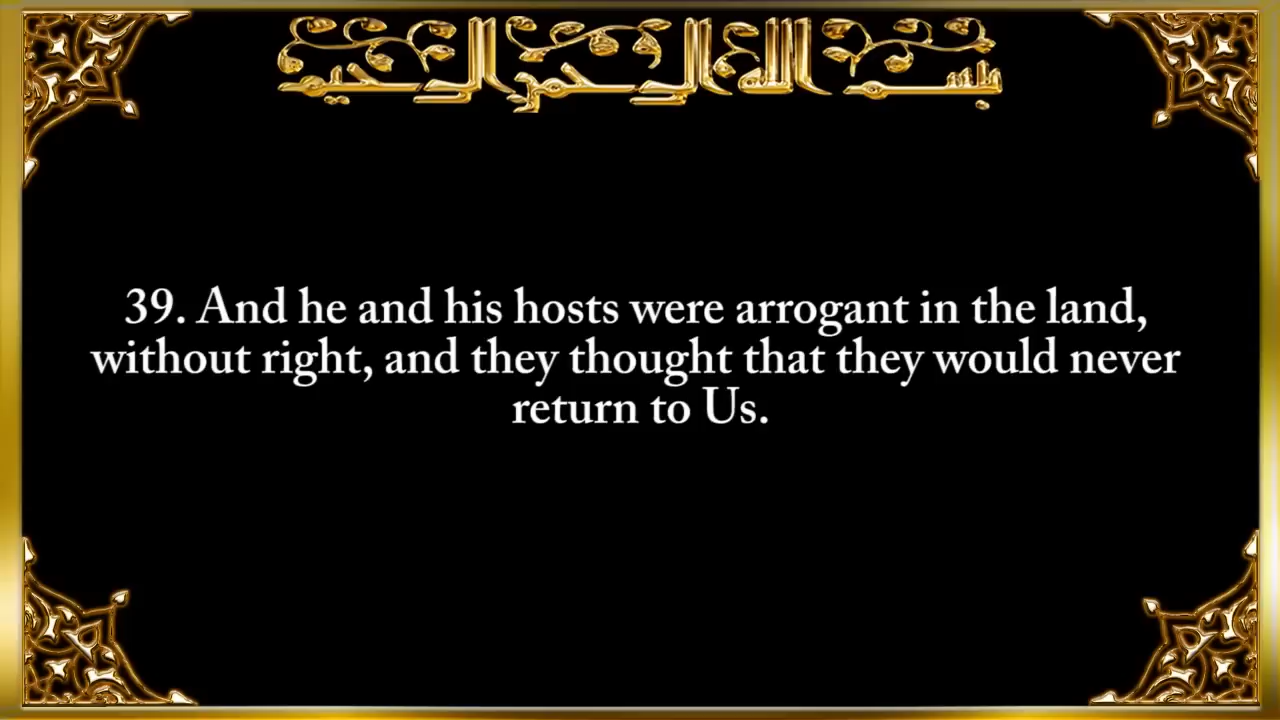 بسم الله الرحمن الرحيم
39. And he and his hosts were arrogant in the land,
without right, and they thought that they would never
return to Us.